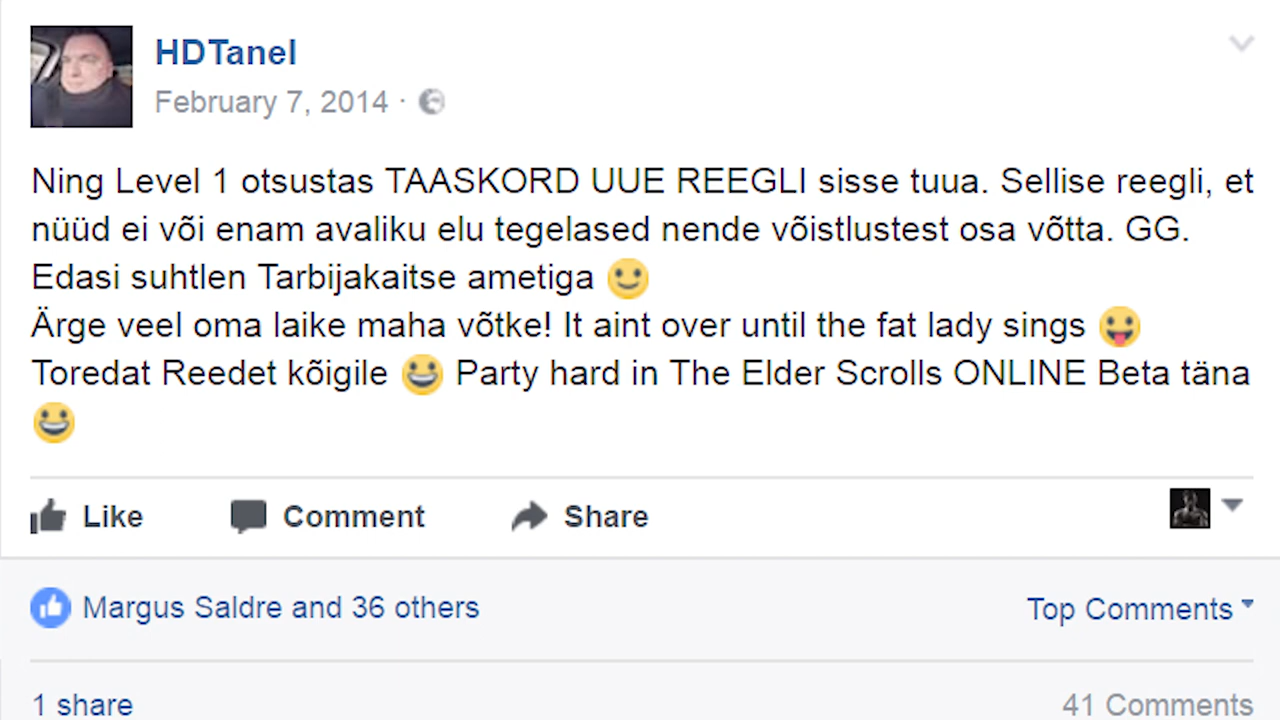 HDTanel
February 7, 2014 ·
Ning Level 1 otsustas TAASKORD UUE REEGLI sisse tuua. Sellise reegli, et
nüüd ei või enam avaliku elu tegelased nende võistlustest osa võtta. GG.
Edasi suhtlen Tarbijakaitse ametiga 🙂
Ärge veel oma laike maha võtke! It aint over until the fat lady sings 😛
Toredat Reedet kõigile 😀 Party hard in The Elder Scrolls ONLINE Beta täna
😀
Like Comment Share
Margus Saldre and 36 others Top Comments
1 share 41 Comments